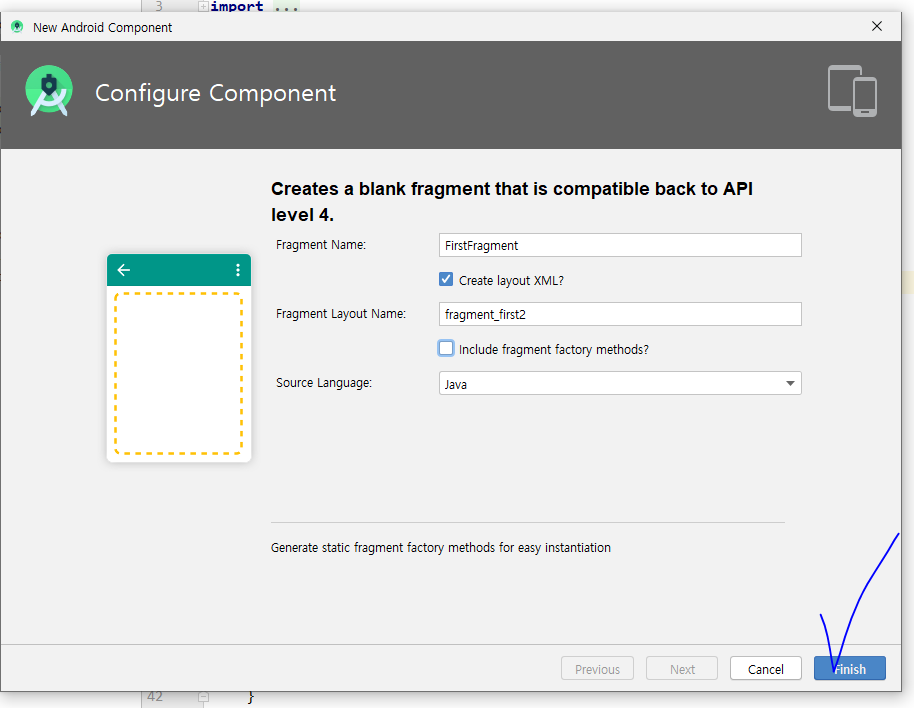 3 import ...
New Android Component
Configure Component
Creates a blank fragment that is compatible back to API
level 4.
Fragment Name: FirstFragment
Create layout XML?
Fragment Layout Name: fragment_first2
Include fragment factory methods?
Source Language: Java
Generate static fragment factory methods for easy instantiation
Previous Next Cancel Finish
42 }